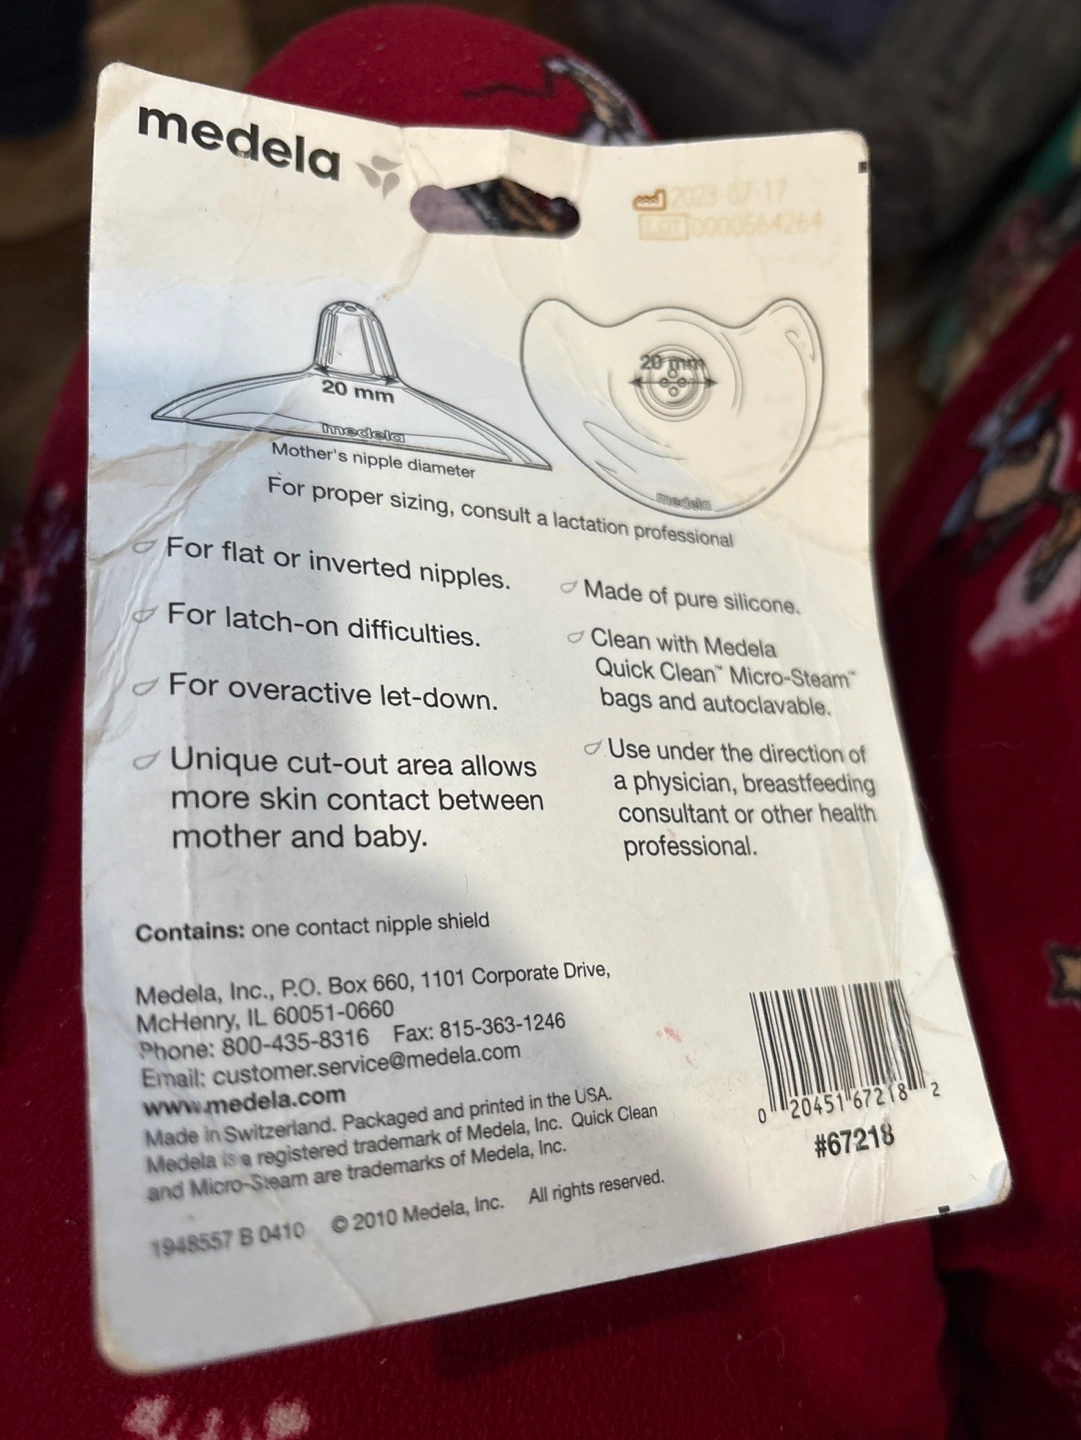 medela
2023-07-17
LOT 0000564264
20 mm
medela
Mother's nipple diameter
20 mm
medela
For proper sizing, consult a lactation professional
For flat or inverted nipples.
For latch-on difficulties.
For overactive let-down.
Unique cut-out area allows
more skin contact between
mother and baby.
Made of pure silicone.
Clean with Medela
Quick Clean™ Micro-Steam™
bags and autoclavable.
Use under the direction of
a physician, breastfeeding
consultant or other health
professional.
Contains: one contact nipple shield
Medela, Inc., P.O. Box 660, 1101 Corporate Drive,
McHenry, IL 60051-0660
Phone: 800-435-8316 Fax: 815-363-1246
Email: customer.service@medela.com
www.medela.com
Made in Switzerland. Packaged and printed in the USA.
Medela is a registered trademark of Medela, Inc. Quick Clean
and Micro-Steam are trademarks of Medela, Inc.
1948557 B 0410 © 2010 Medela, Inc. All rights reserved.
0 20451 67218 2
#67218